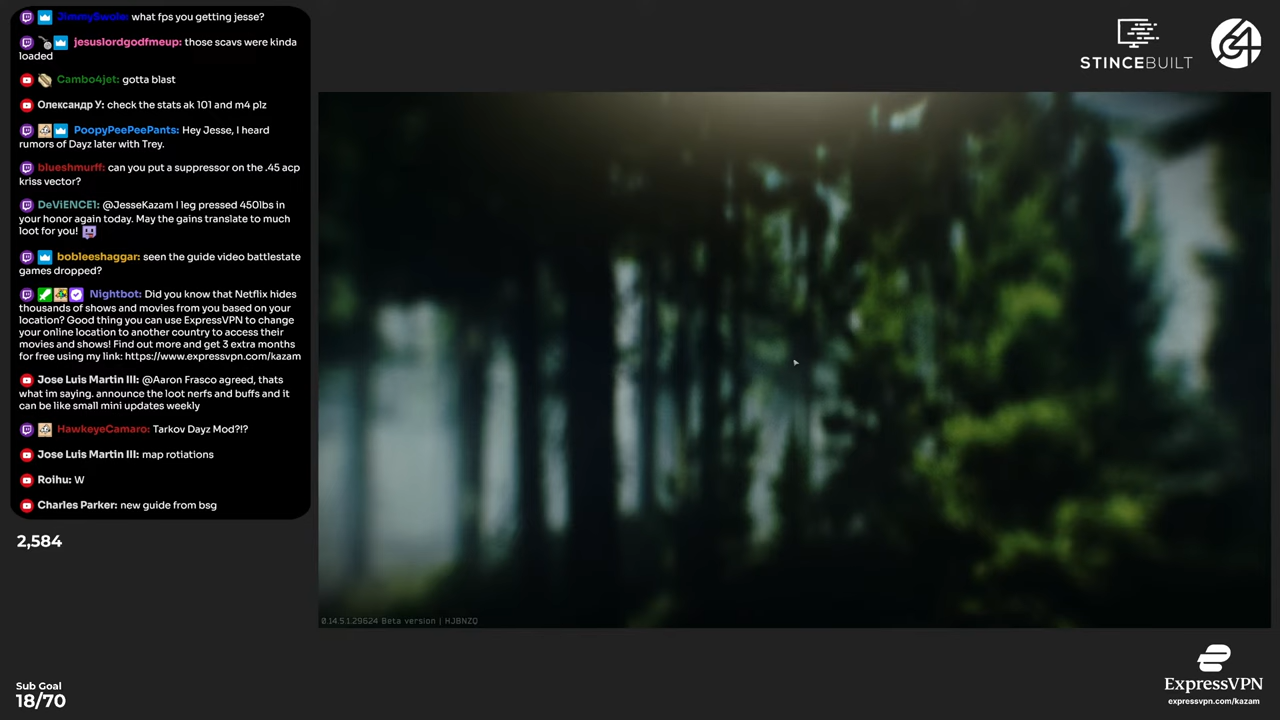 JimmySwole: what fps you getting jesse?
jesuslordgodfmeup: those scavs were kinda
loaded
Cambo4jet: gotta blast
Олександр У: check the stats ak 101 and m4 plz
PoopyPeePeePants: Hey Jesse, I heard
rumors of Dayz later with Trey.
blueshmurff: can you put a suppressor on the .45 acp
kriss vector?
DeViENCE1: @JesseKazam I leg pressed 450lbs in
your honor again today. May the gains translate to much
loot for you!
bobleeshaggar: seen the guide video battlestate
games dropped?
Nightbot: Did you know that Netflix hides
thousands of shows and movies from you based on your
location? Good thing you can use ExpressVPN to change
your online location to another country to access their
movies and shows! Find out more and get 3 extra months
for free using my link: https://www.expressvpn.com/kazam
Jose Luis Martin III: @Aaron Frasco agreed, thats
what im saying. announce the loot nerfs and buffs and it
can be like small mini updates weekly
HawkeyeCamaro: Tarkov Dayz Mod?!?
Jose Luis Martin III: map rotiations
Roihu: W
Charles Parker: new guide from bsg
2,584
Sub Goal
18/70
STINCEBUILT
G4
0.14.5.1.29624 Beta version | HJBNZQ
ExpressVPN
expressvpn.com/kazam